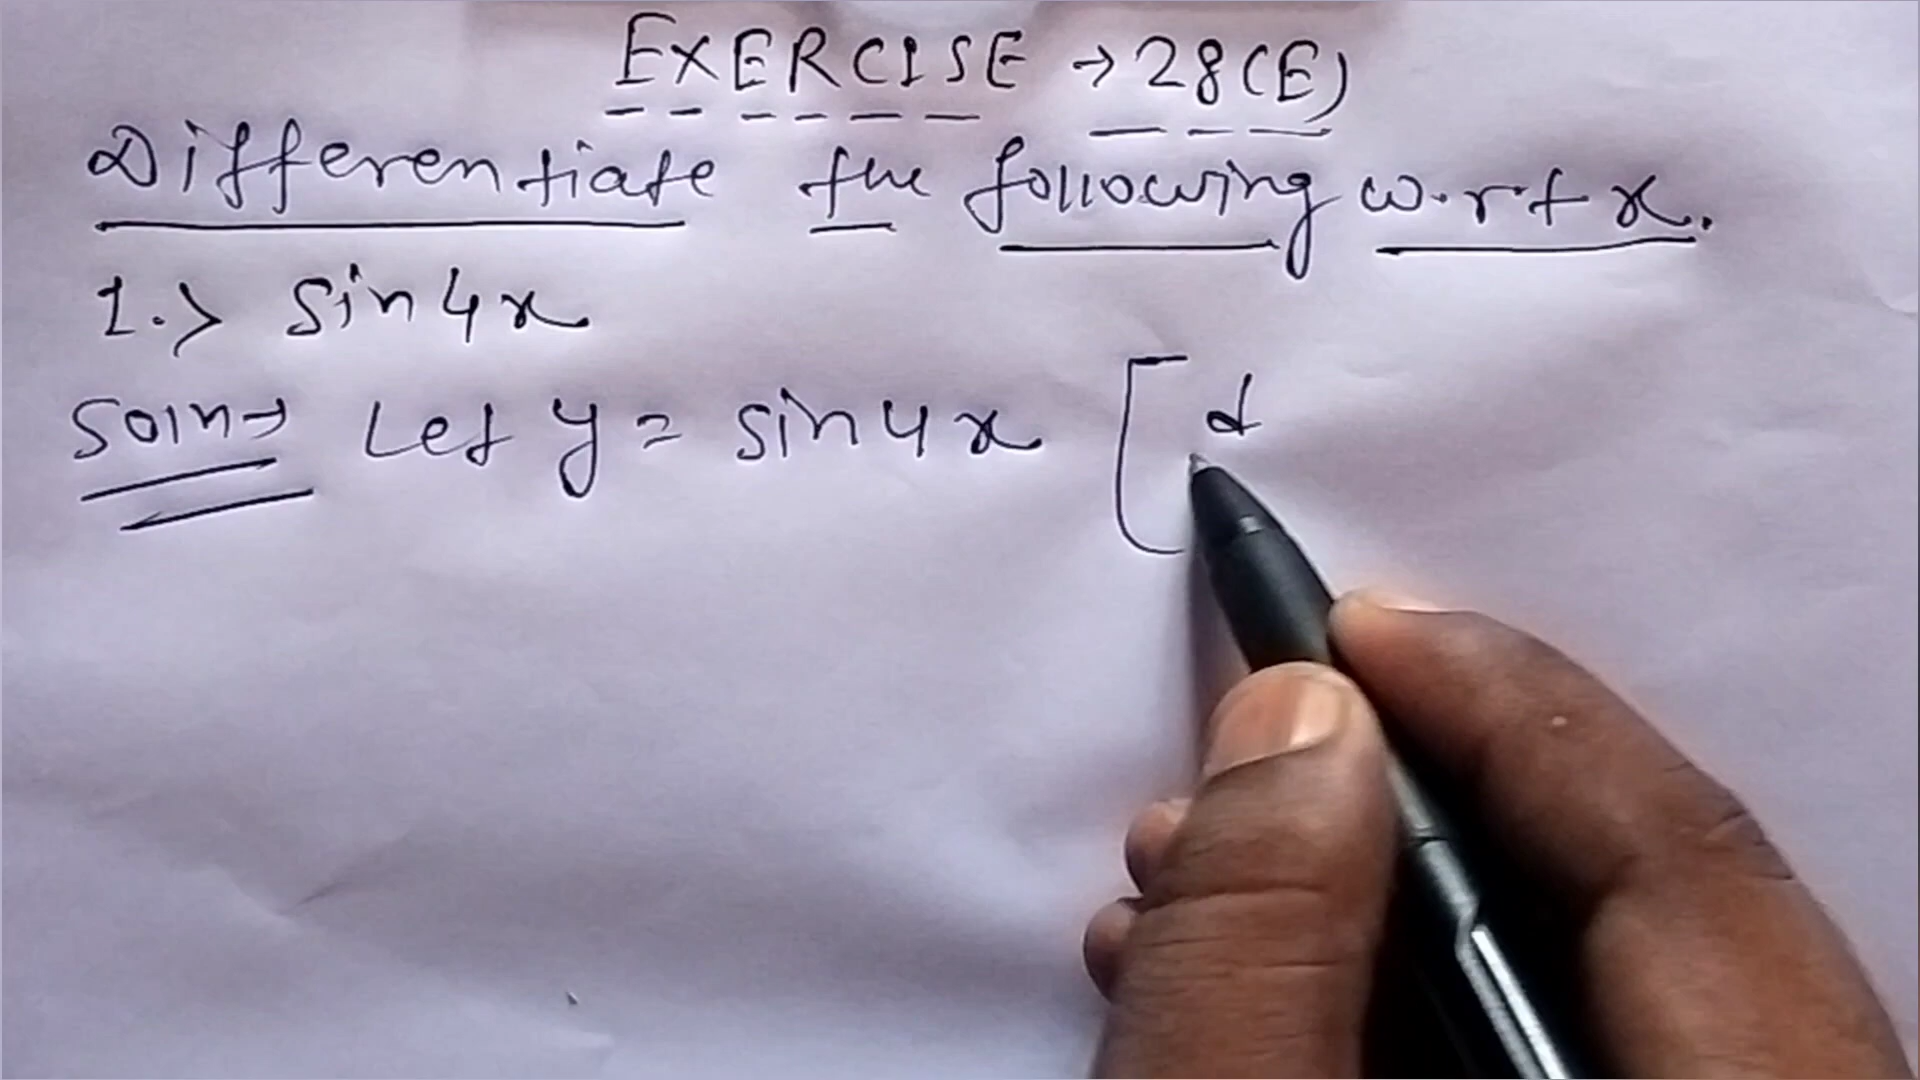 EXERCISE → 28(E)
Differentiate the following w.r.t x.
1.> sin4x
Soln→ Let y = sin4x [ d